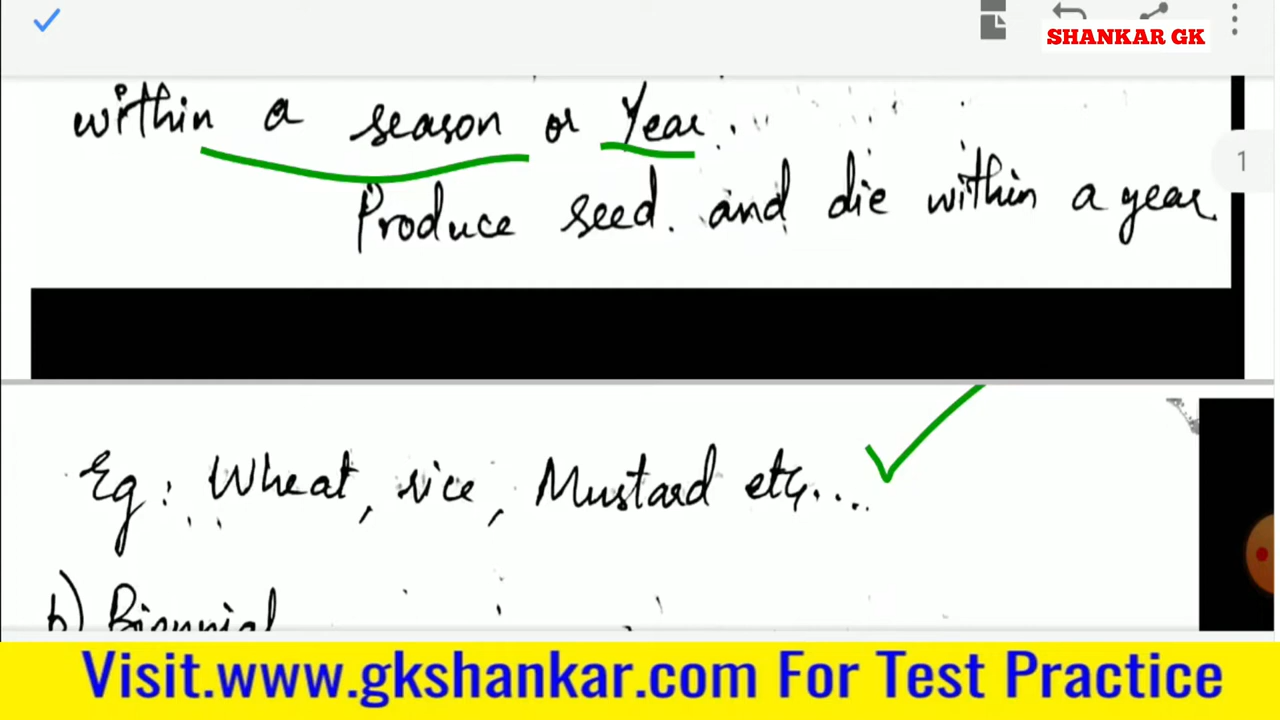 SHANKAR GK
within a season or Year.
1
Produce seed. and die within a year
Eg: Wheat, rice, Mustard etc...
b) Biennial
Visit.www.gkshankar.com For Test Practice